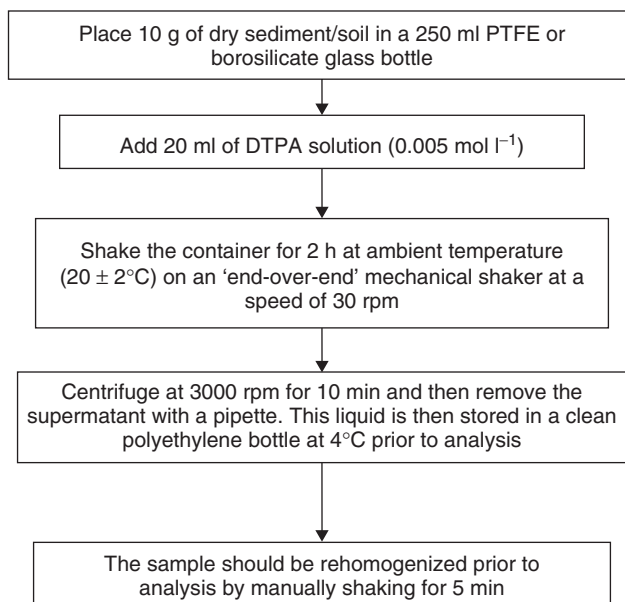 Place 10 g of dry sediment/soil in a 250 ml PTFE or
borosilicate glass bottle
Add 20 ml of DTPA solution (0.005 mol l⁻¹)
Shake the container for 2 h at ambient temperature
(20 ± 2°C) on an ‘end-over-end’ mechanical shaker at a
speed of 30 rpm
Centrifuge at 3000 rpm for 10 min and then remove the
supermatant with a pipette. This liquid is then stored in a clean
polyethylene bottle at 4°C prior to analysis
The sample should be rehomogenized prior to
analysis by manually shaking for 5 min